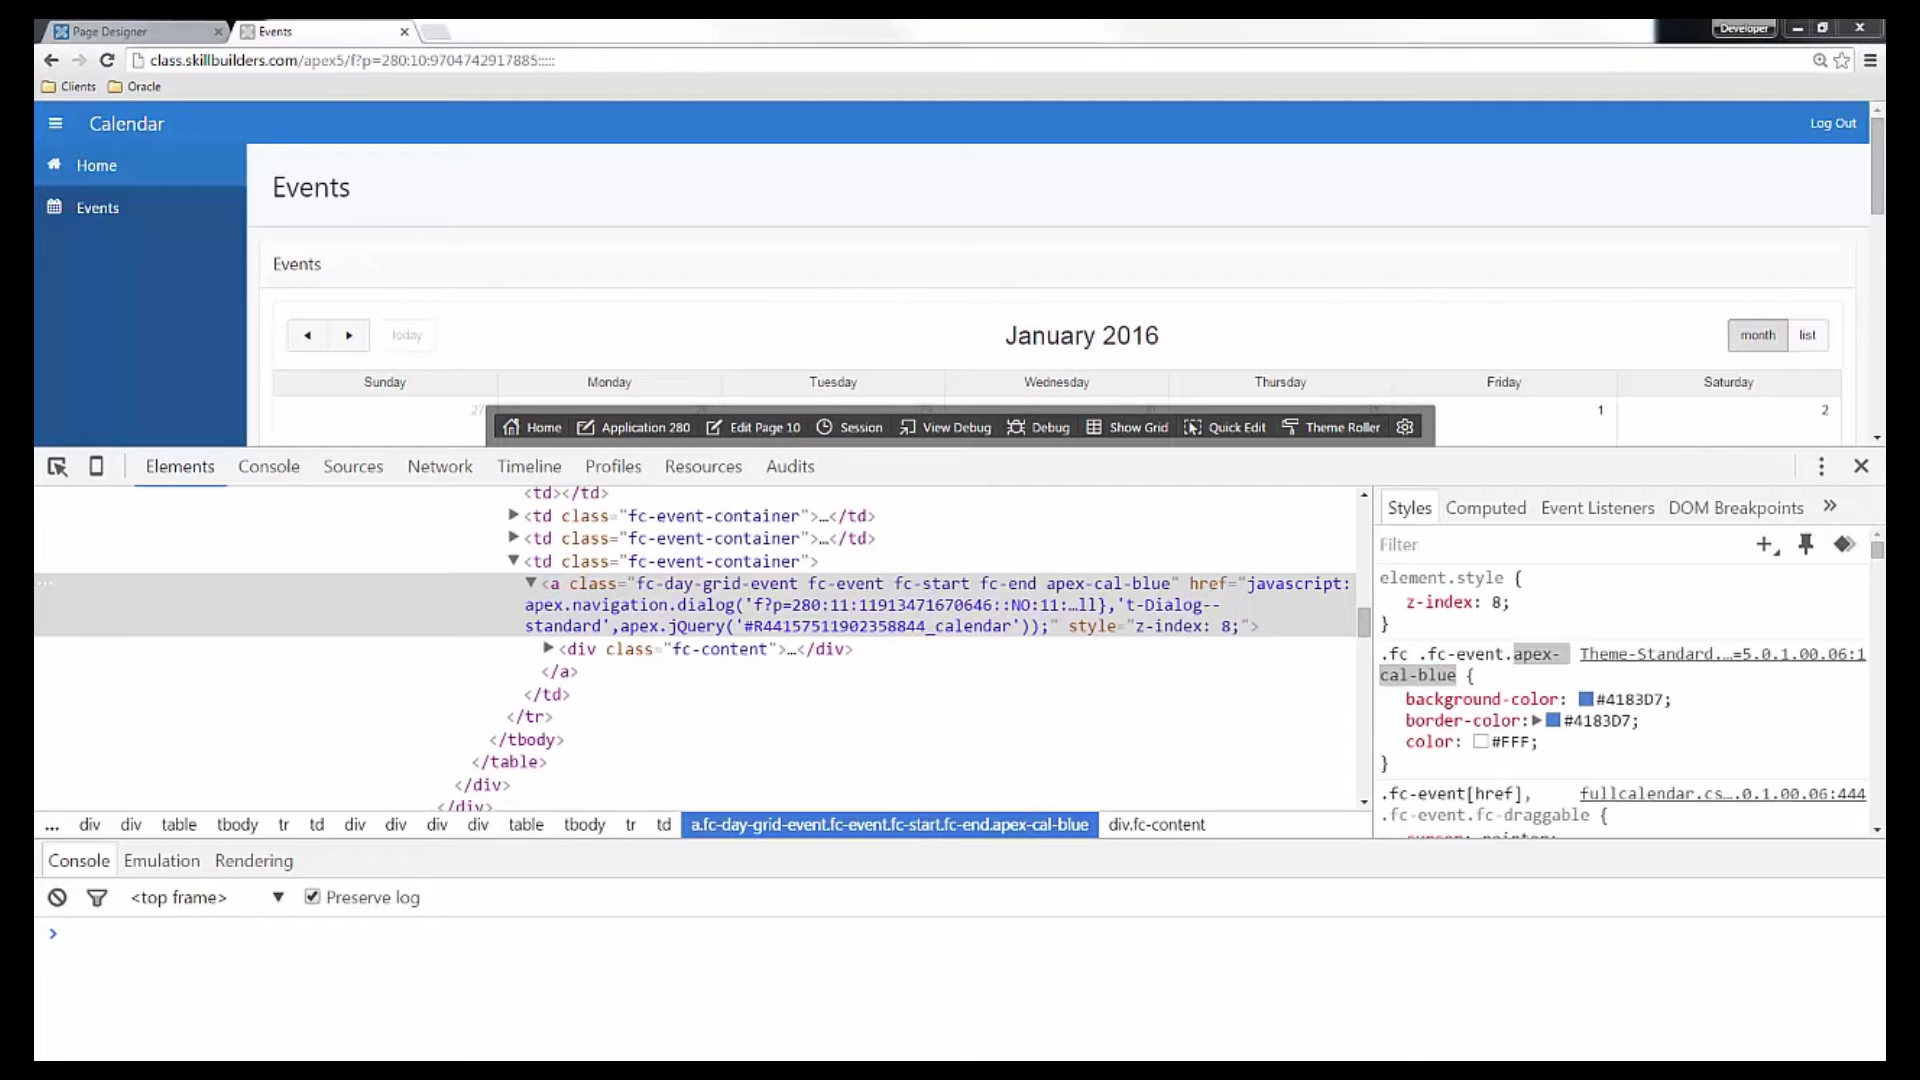 Page Designer
Events
Developer
class.skillbuilders.com/apex5/f?p=280:10:9704742917885:::::
Clients
Oracle
Calendar
Log Out
Home
Events
Events
Events
today
January 2016
month
list
Sunday
Monday
Tuesday
Wednesday
Thursday
Friday
Saturday
27
1
2
Home
Application 280
Edit Page 10
Session
View Debug
Debug
Show Grid
Quick Edit
Theme Roller
Elements
Console
Sources
Network
Timeline
Profiles
Resources
Audits
<td></td>
<td class="fc-event-container">…</td>
<td class="fc-event-container">…</td>
<td class="fc-event-container">
<a class="fc-day-grid-event fc-event fc-start fc-end apex-cal-blue" href="javascript:
apex.navigation.dialog('f?p=280:11:11913471670646::NO:11:…ll},'t-Dialog--
standard',apex.jQuery('#R44157511902358844_calendar'));" style="z-index: 8;">
<div class="fc-content">…</div>
</a>
</td>
</tr>
</tbody>
</table>
</div>
</div>
Styles
Computed
Event Listeners
DOM Breakpoints
»
Filter
element.style {
z-index: 8;
}
.fc .fc-event.apex-
Theme-Standard.…=5.0.1.00.06:1
cal-blue {
background-color: #4183D7;
border-color: #4183D7;
color: #FFF;
}
.fc-event[href],
fullcalendar.cs….0.1.00.06:444
.fc-event.fc-draggable {
cursor: pointer;
... div div table tbody tr td div div div div table tbody tr td a.fc-day-grid-event.fc-event.fc-start.fc-end.apex-cal-blue div.fc-content
Console
Emulation
Rendering
<top frame>
Preserve log